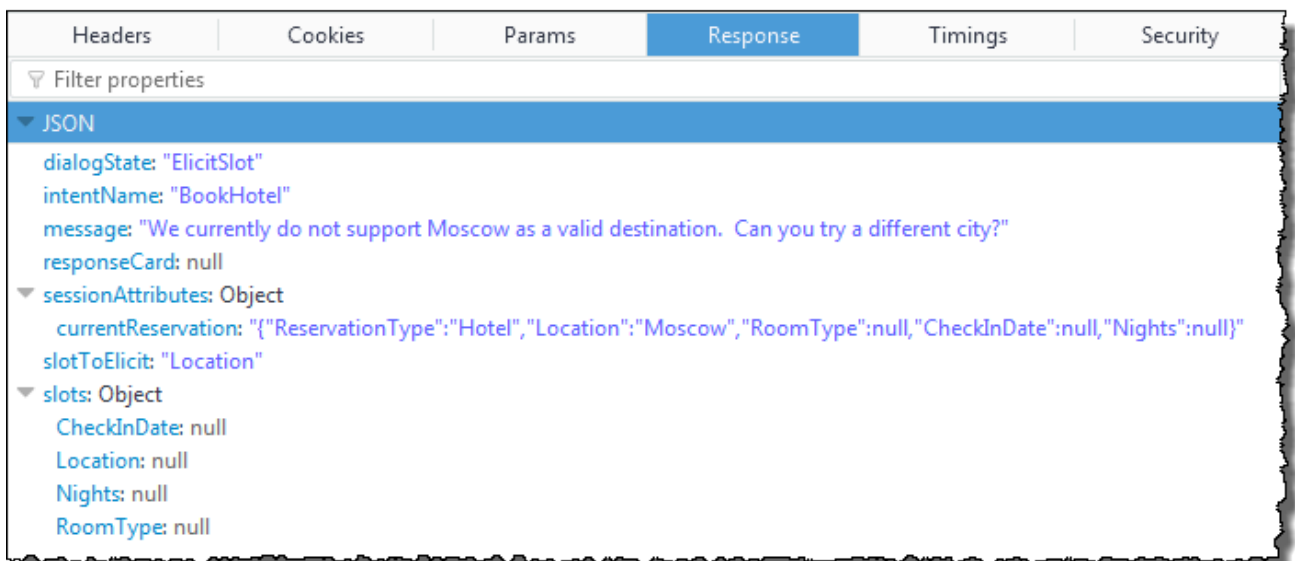 Headers Cookies Params Response Timings Security
Filter properties
JSON
dialogState: "ElicitSlot"
intentName: "BookHotel"
message: "We currently do not support Moscow as a valid destination.  Can you try a different city?"
responseCard: null
sessionAttributes: Object
currentReservation: "{"ReservationType":"Hotel","Location":"Moscow","RoomType":null,"CheckInDate":null,"Nights":null}"
slotToElicit: "Location"
slots: Object
CheckInDate: null
Location: null
Nights: null
RoomType: null